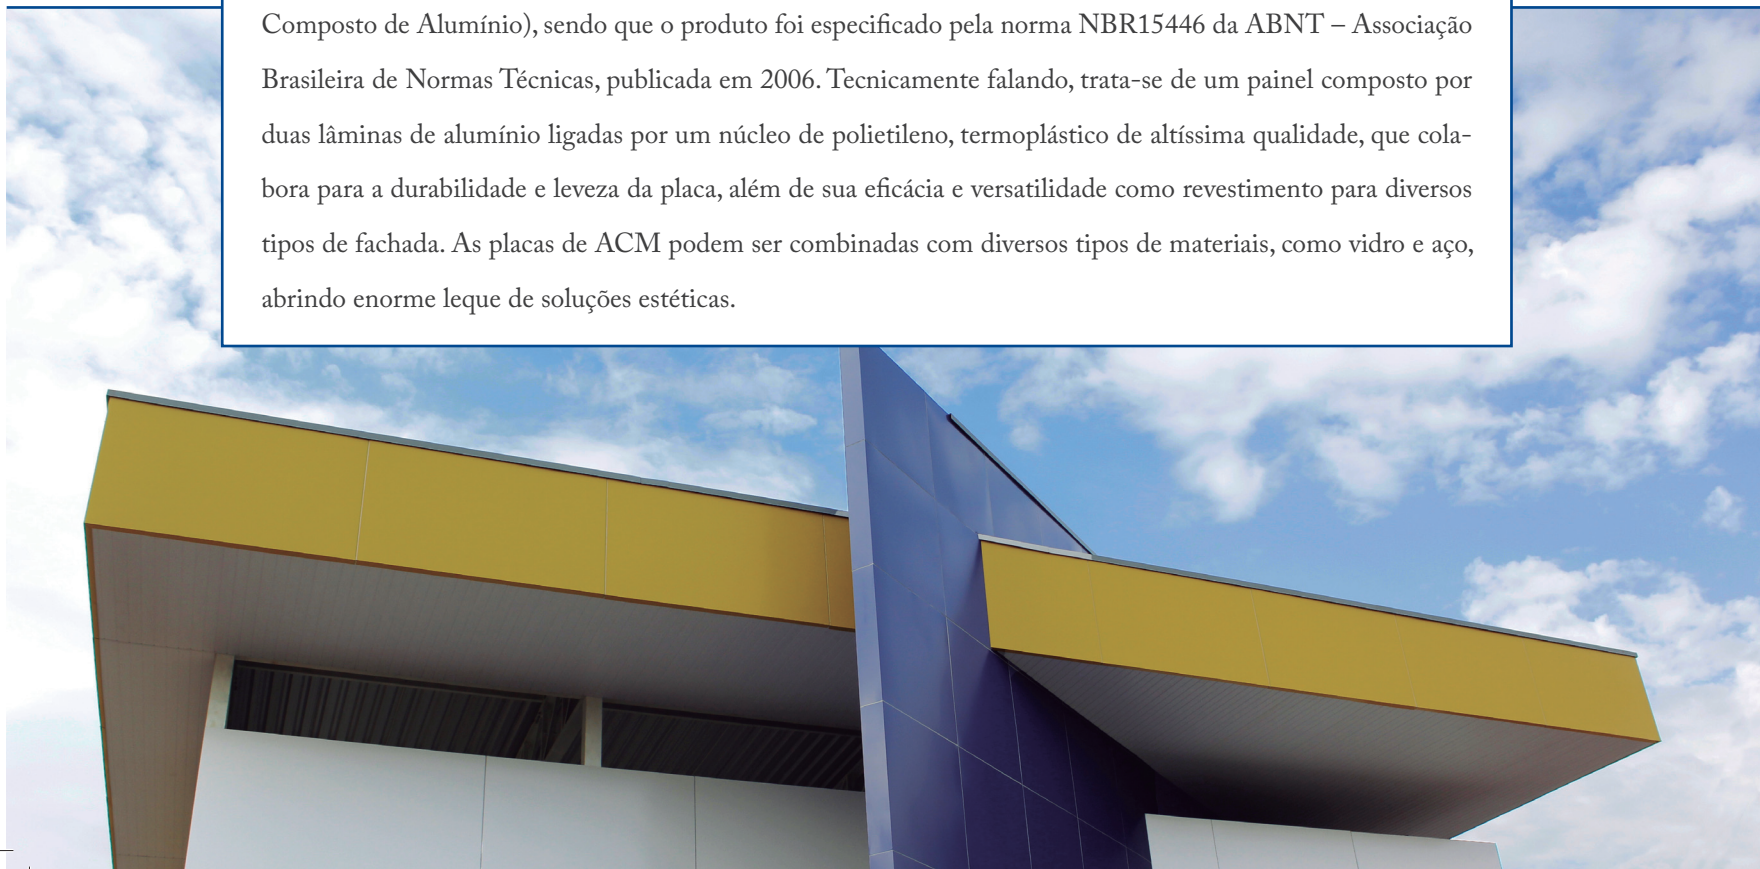 Composto de Alumínio), sendo que o produto foi especificado pela norma NBR15446 da ABNT – Associação
Brasileira de Normas Técnicas, publicada em 2006. Tecnicamente falando, trata-se de um painel composto por
duas lâminas de alumínio ligadas por um núcleo de polietileno, termoplástico de altíssima qualidade, que cola-
bora para a durabilidade e leveza da placa, além de sua eficácia e versatilidade como revestimento para diversos
tipos de fachada. As placas de ACM podem ser combinadas com diversos tipos de materiais, como vidro e aço,
abrindo enorme leque de soluções estéticas.